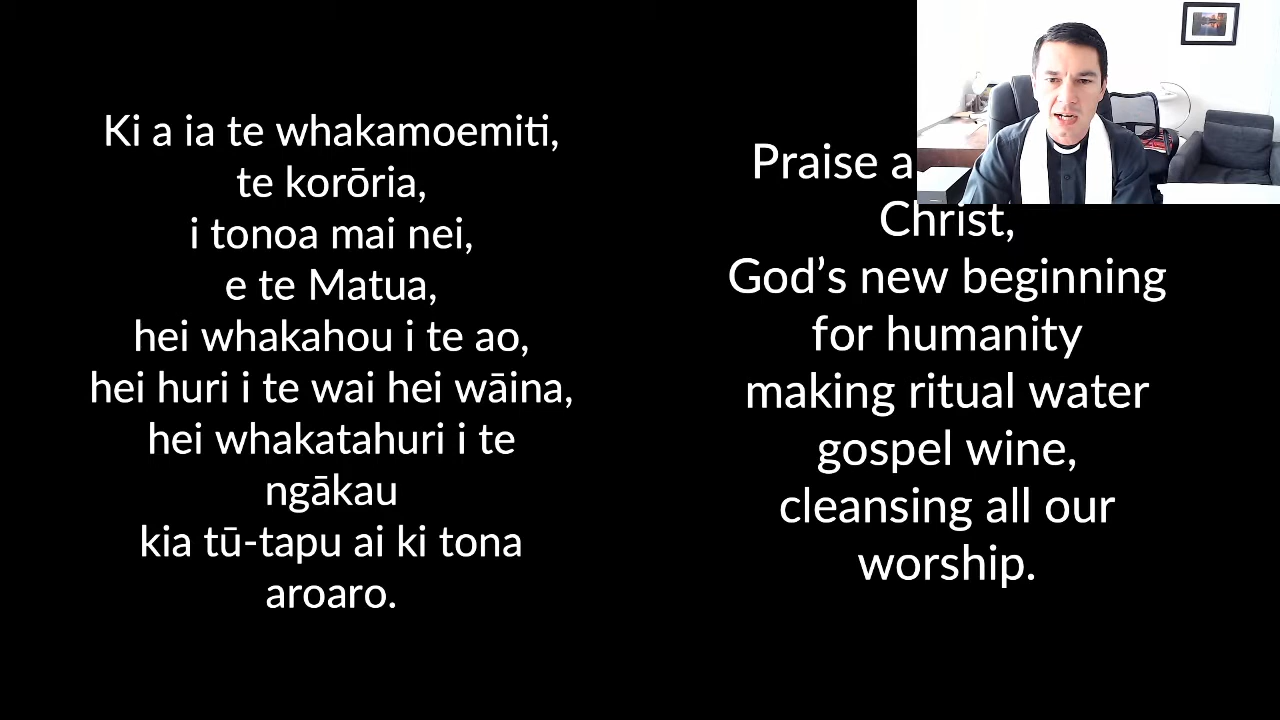 Ki a ia te whakamoemiti,
te korōria,
i tonoa mai nei,
e te Matua,
hei whakahou i te ao,
hei huri i te wai hei wāina,
hei whakatahuri i te
ngākau
kia tū-tapu ai ki tona
aroaro.
Praise
Christ,
God’s new beginning
for humanity
making ritual water
gospel wine,
cleansing all our
worship.